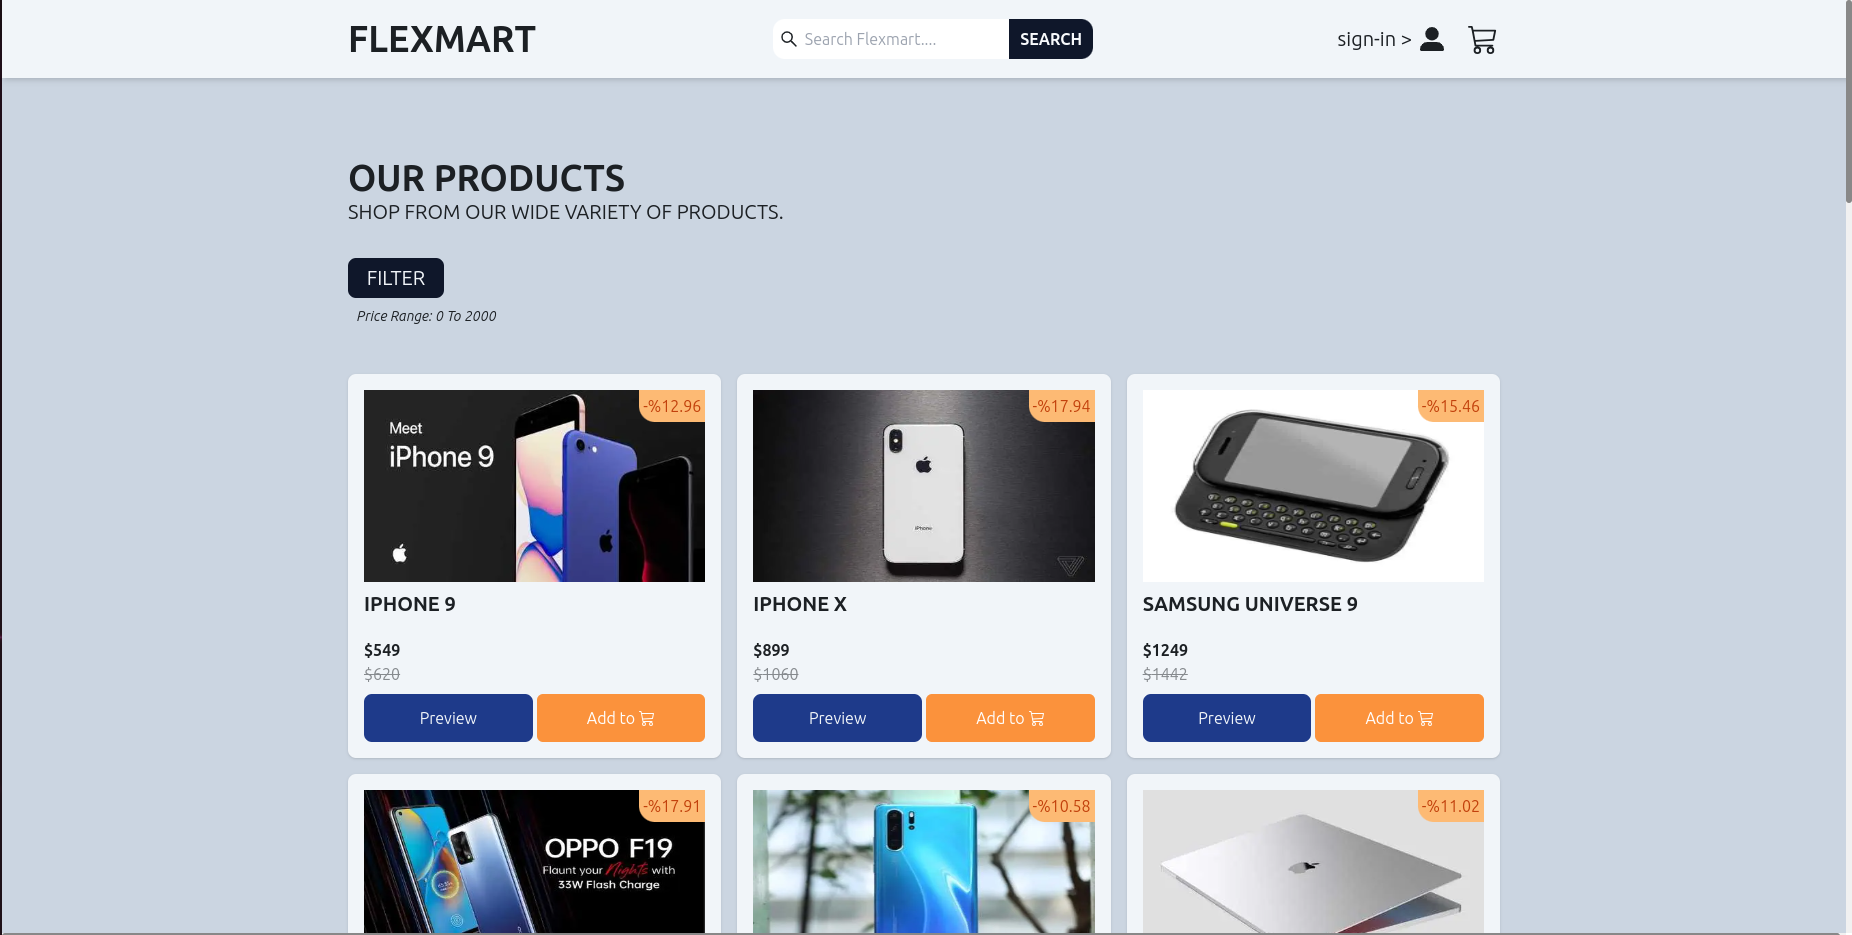 FLEXMART
Search Flexmart....
SEARCH
sign-in >
OUR PRODUCTS
SHOP FROM OUR WIDE VARIETY OF PRODUCTS.
FILTER
Price Range: 0 To 2000
-%12.96
Meet
iPhone 9
IPHONE 9
$549
$620
Preview
Add to
-%17.94
iPhone
IPHONE X
$899
$1060
Preview
Add to
-%15.46
SAMSUNG UNIVERSE 9
$1249
$1442
Preview
Add to
-%17.91
OPPO F19
Flaunt your Nights with
33W Flash Charge
-%10.58
-%11.02